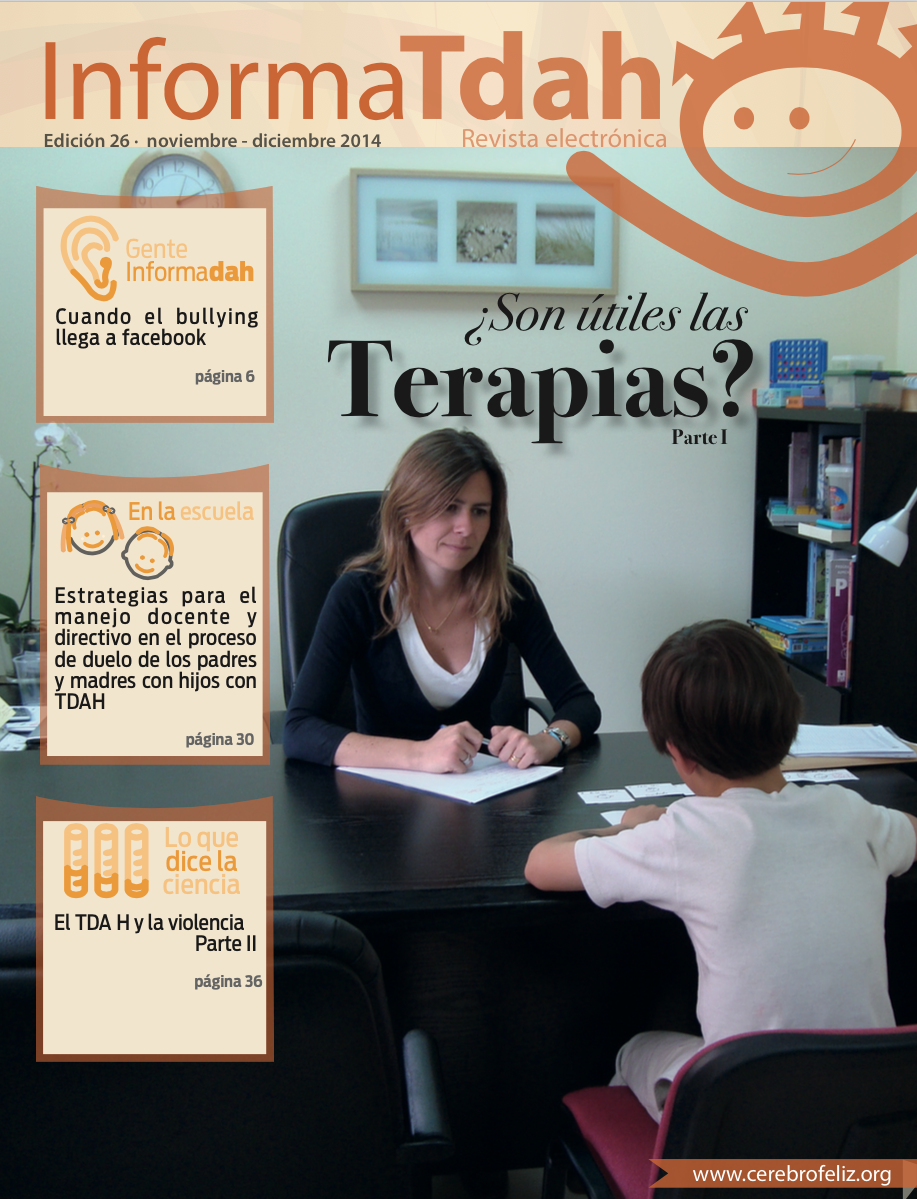 InformaTdah
Edición 26 · noviembre - diciembre 2014
Revista electrónica
Gente
Informadah
Cuando el bullying
llega a facebook
página 6
¿Son útiles las
Terapias?
Parte I
En la escuela
Estrategias para el
manejo docente y
directivo en el proceso
de duelo de los padres
y madres con hijos con
TDAH
página 30
Lo que
dice la
ciencia
El TDA H y la violencia
Parte II
página 36
www.cerebrofeliz.org